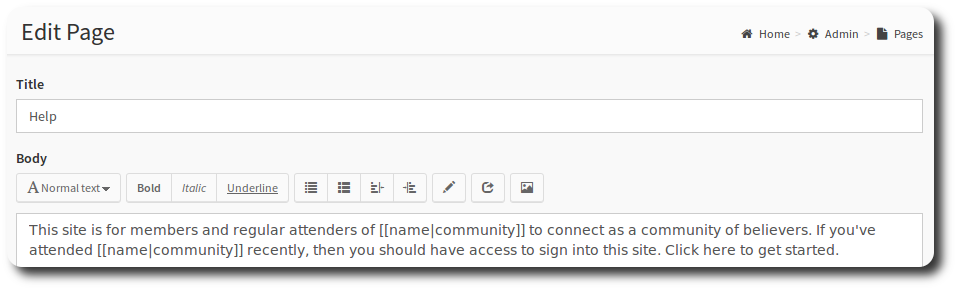 Edit Page
Home > Admin > Pages
Title
Help
Body
A Normal text Bold Italic Underline
This site is for members and regular attenders of [[name|community]] to connect as a community of believers. If you've
attended [[name|community]] recently, then you should have access to sign into this site. Click here to get started.